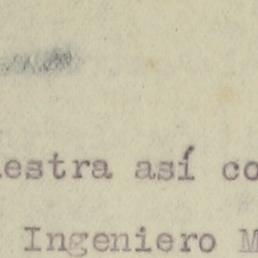 estra así co
Ingeniero M